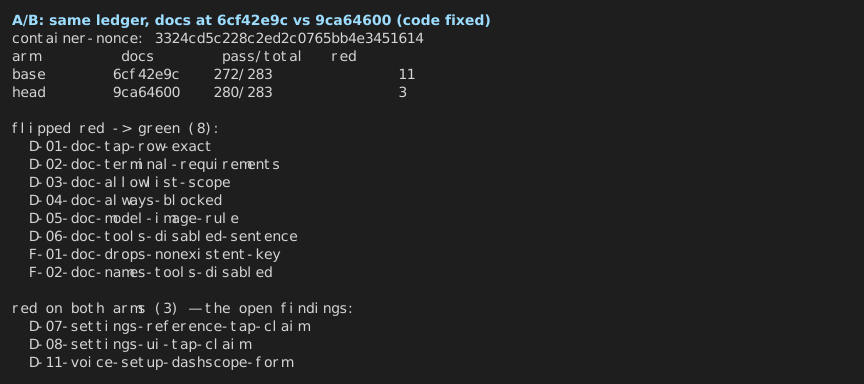 A/B: same ledger, docs at 6cf42e9c vs 9ca64600 (code fixed)
container-nonce: 3324cd5c228c2ed2c0765bb4e3451614
arm docs pass/total red
base 6cf42e9c 272/283 11
head 9ca64600 280/283 3
flipped red -> green (8):
D-01-doc-tap-row-exact
D-02-doc-terminal-requirements
D-03-doc-allowlist-scope
D-04-doc-always-blocked
D-05-doc-model-image-rule
D-06-doc-tools-disabled-sentence
F-01-doc-drops-nonexistent-key
F-02-doc-names-tools-disabled
red on both arms (3) — the open findings:
D-07-settings-reference-tap-claim
D-08-settings-ui-tap-claim
D-11-voice-setup-dashscope-form